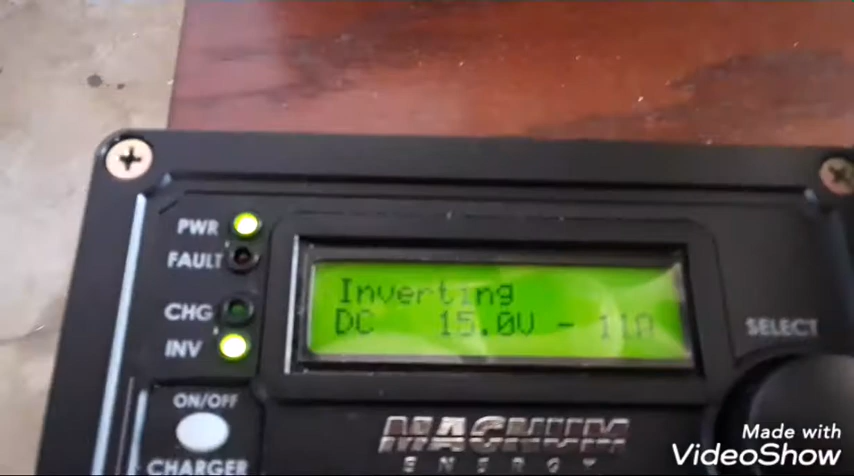 PWR
FAULT
CHG
INV
Inverting
DC 15.0V - 11A
SELECT
ON/OFF
CHARGER
MAGNUM
ENERGY
Made with
VideoShow